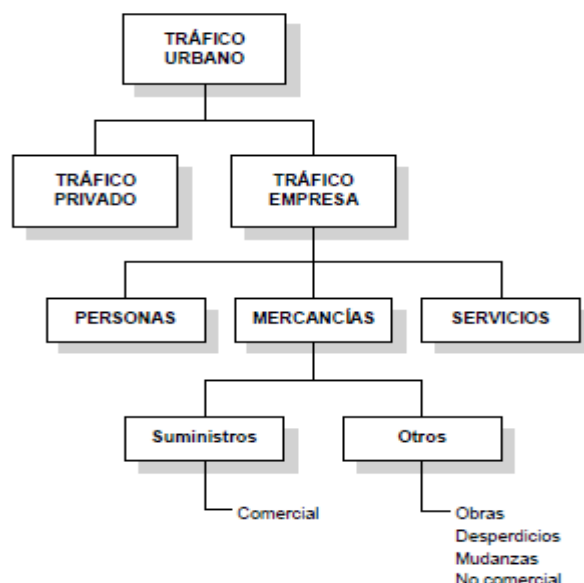 TRÁFICO
URBANO
TRÁFICO
PRIVADO
TRÁFICO
EMPRESA
PERSONAS
MERCANCÍAS
SERVICIOS
Suministros
Otros
Comercial
Obras
Desperdicios
Mudanzas
No comercial